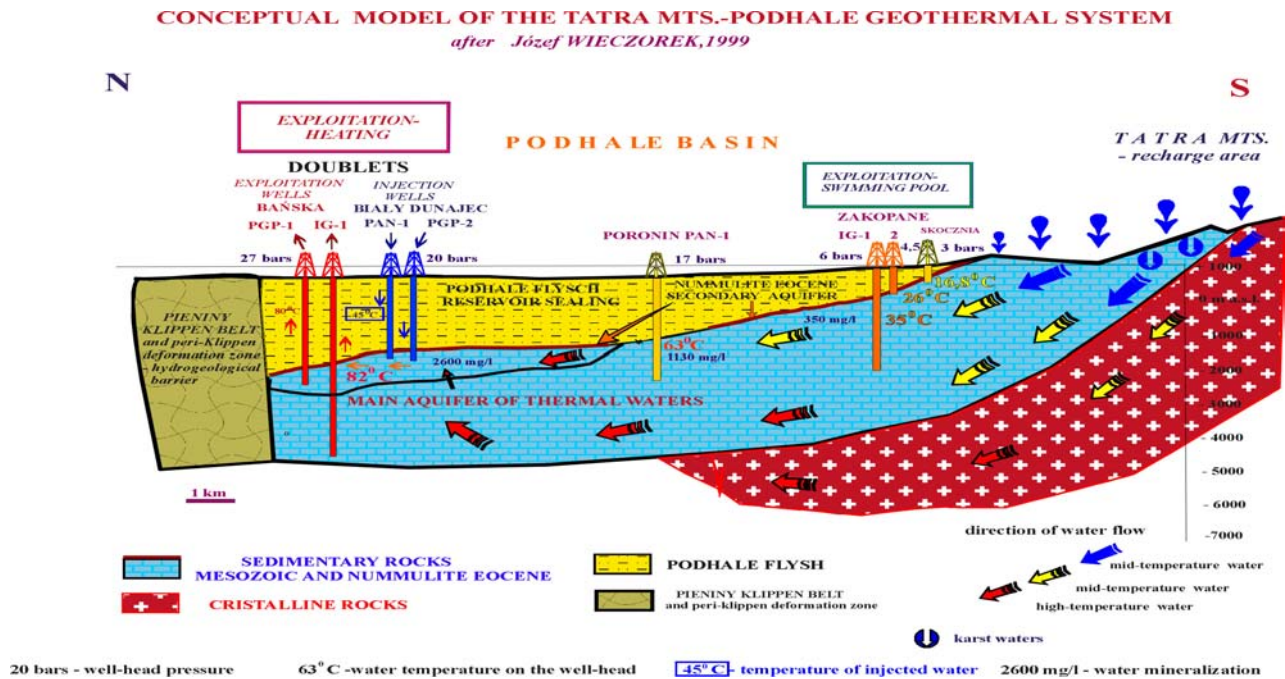 CONCEPTUAL MODEL OF THE TATRA MTS.-PODHALE GEOTHERMAL SYSTEM
after Józef WIECZOREK,1999
N
S
EXPLOITATION-
HEATING
PODHALE BASIN
TATRA MTS.
- recharge area
DOUBLETS
EXPLOITATION
WELLS
BAŃSKA
PGP-1
IG-1
INJECTION
WELLS
BIAŁY DUNAJEC
PAN-1
PGP-2
EXPLOITATION-
SWIMMING POOL
ZAKOPANE
IG-1
2
SKOCZNIA
PORONIN PAN-1
27 bars
20 bars
17 bars
6 bars
4,5
3 bars
PODHALE FLYSCH
RESERVOIR SEALING
NUMMULITE EOCENE
SECONDARY AQUIFER
16,8°C
26°C
35°C
80°C
45°C
350 mg/l
63°C
1130 mg/l
2600 mg/l
82°C
PIENINY
KLIPPEN BELT
and peri-Klippen
deformation zone
- hydrogeological
barrier
MAIN AQUIFER OF THERMAL WATERS
1000
0 m a.s.l.
- 4000
- 5000
- 6000
-7000
1 km
direction of water flow
SEDIMENTARY ROCKS
MESOZOIC AND NUMMULITE EOCENE
PODHALE FLYSH
mid-temperature water
mid-temperature water
CRISTALLINE ROCKS
PIENINY KLIPPEN BELT
and peri-klippen deformation zone
high-temperature water
karst waters
20 bars - well-head pressure
63°C -water temperature on the well-head
45°C - temperature of injected water
2600 mg/l - water mineralization